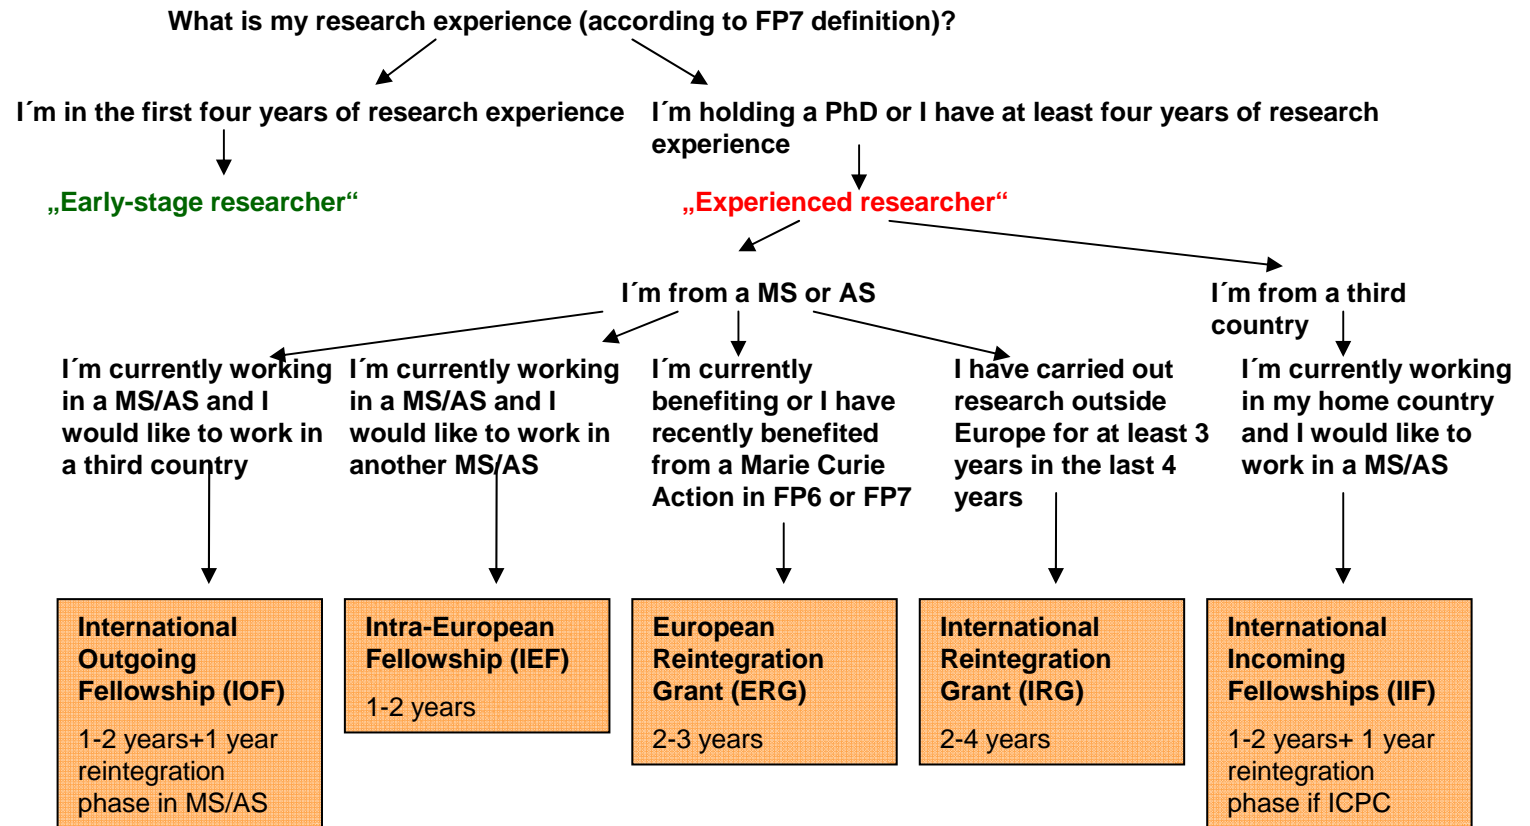 What is my research experience (according to FP7 definition)?
I´m in the first four years of research experience
I´m holding a PhD or I have at least four years of research
experience
„Early-stage researcher“
„Experienced researcher“
I´m from a MS or AS
I´m from a third
country
I´m currently working
in a MS/AS and I
would like to work in
a third country
I´m currently working
in a MS/AS and I
would like to work in
another MS/AS
I´m currently
benefiting or I have
recently benefited
from a Marie Curie
Action in FP6 or FP7
I have carried out
research outside
Europe for at least 3
years in the last 4
years
I´m currently working
in my home country
and I would like to
work in a MS/AS
International
Outgoing
Fellowship (IOF)
1-2 years+1 year
reintegration
phase in MS/AS
Intra-European
Fellowship (IEF)
1-2 years
European
Reintegration
Grant (ERG)
2-3 years
International
Reintegration
Grant (IRG)
2-4 years
International
Incoming
Fellowships (IIF)
1-2 years+ 1 year
reintegration
phase if ICPC